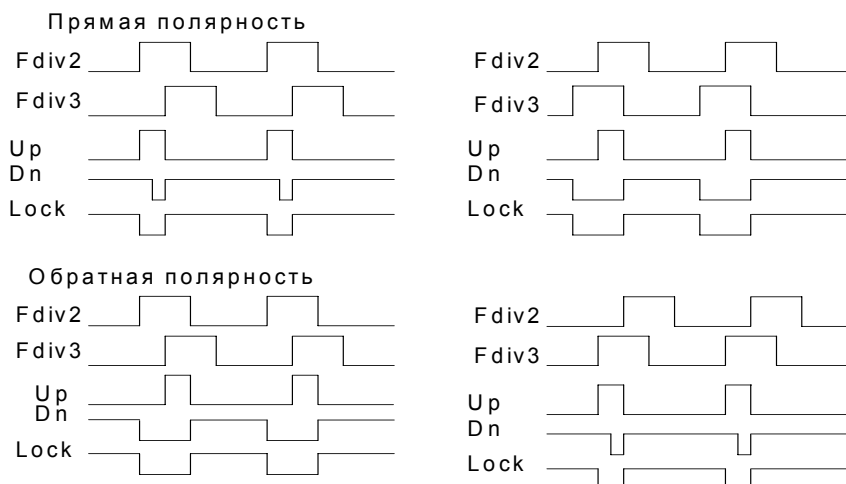 Прямая полярность
Fdiv2
Fdiv3
Up
Dn
Lock
Fdiv2
Fdiv3
Up
Dn
Lock
Обратная полярность
Fdiv2
Fdiv3
Up
Dn
Lock
Fdiv2
Fdiv3
Up
Dn
Lock